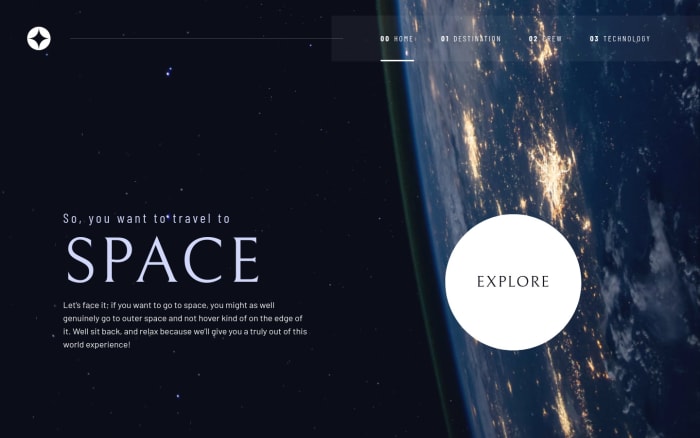 00 HOME
01 DESTINATION
02 CREW
03 TECHNOLOGY
So, you want to travel to
SPACE
Let's face it; if you want to go to space, you might as well
genuinely go to outer space and not hover kind of on the edge of
it. Well sit back, and relax because we'll give you a truly out of this
world experience!
EXPLORE